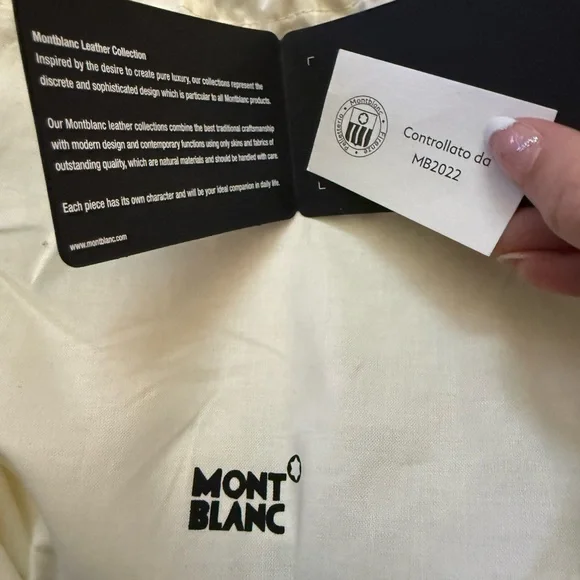 Montblanc Leather Collection
Inspired by the desire to create pure luxury, our collections represent the
discrete and sophisticated design which is particular to all Montblanc products.
Our Montblanc leather collections combine the best traditional craftsmanship
with modern design and contemporary functions using only skins and fabrics of
outstanding quality, which are natural materials and should be handled with care.
Each piece has its own character and will be your ideal companion in daily life.
www.montblanc.com
Pelletteria • Montblanc • Firenze
Controllato da
MB2022
MONT
BLANC